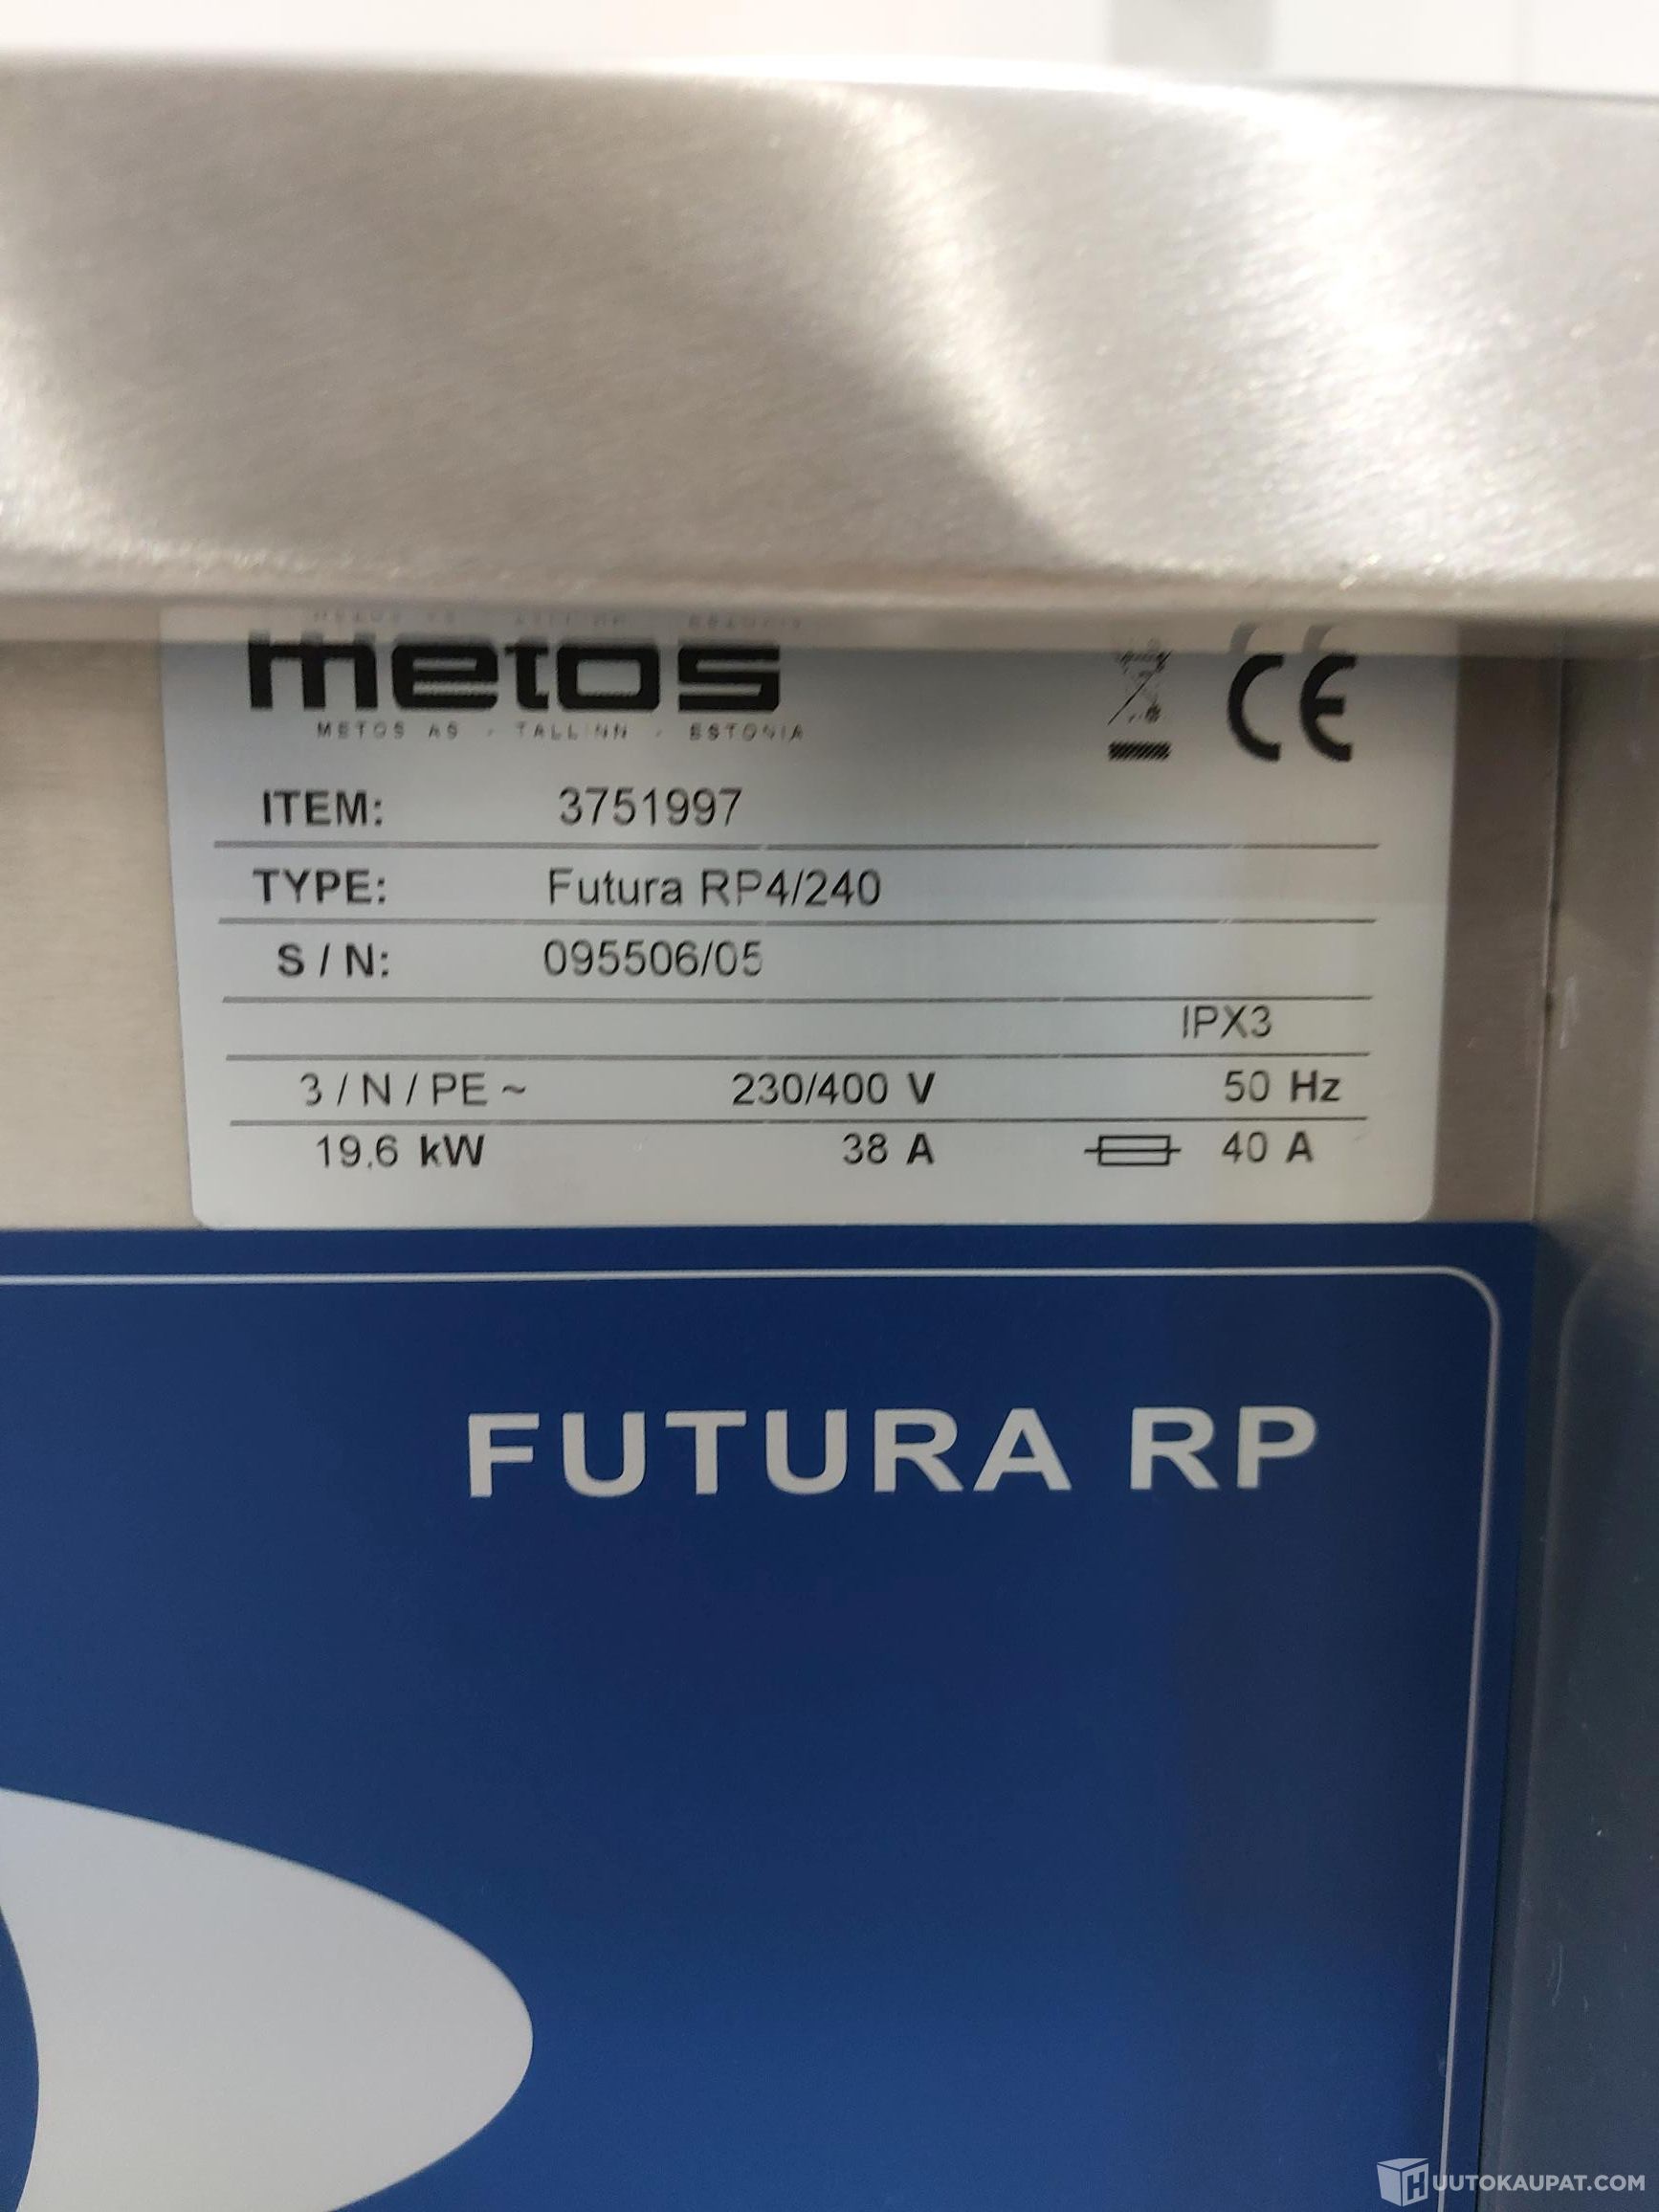 metos
METOS AS - TALLINN - ESTONIA
CE
ITEM: 3751997
TYPE: Futura RP4/240
S / N: 095506/05
IPX3
3 / N / PE ~ 230/400 V 50 Hz
19.6 kW 38 A 40 A
FUTURA RP
HUUTOKAUPAT.COM